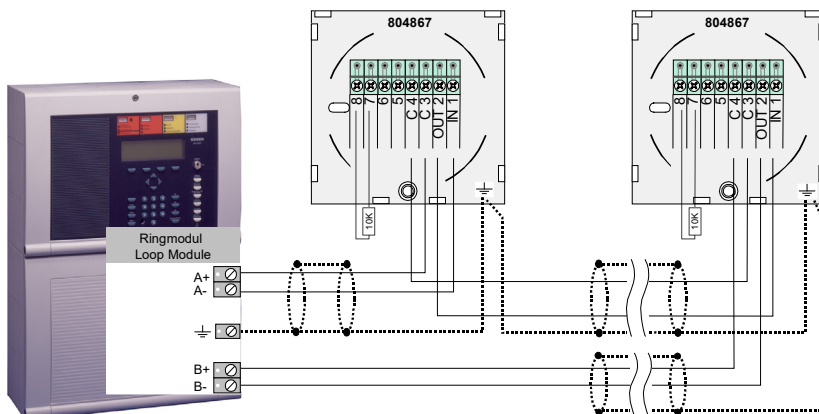 804867
8 7 6 5 C 4 C 3 OUT 2 IN 1
10K
804867
8 7 6 5 C 4 C 3 OUT 2 IN 1
10K
Ringmodul
Loop Module
A+
A-
B+
B-